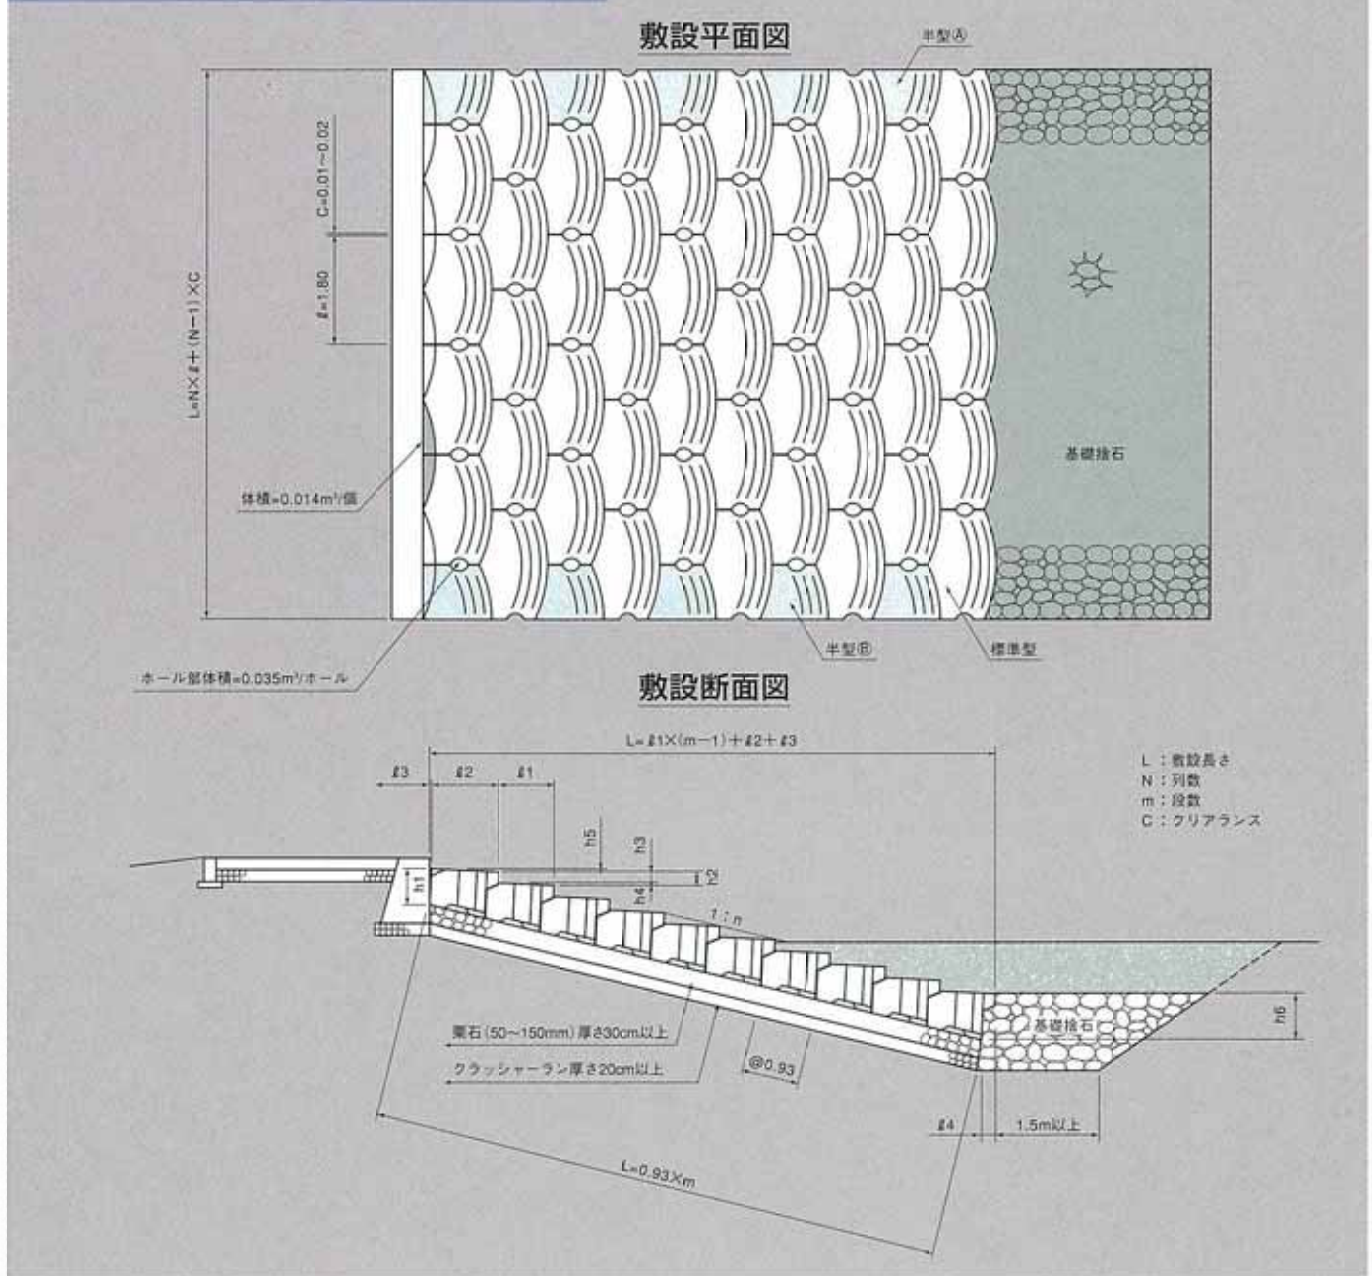 敷設平面図
半型Ⓐ
C=0.01~0.02
ℓ=1.80
L=N×ℓ+(N−1)×C
基礎捨石
体積=0.014m³/個
ホール部体積=0.035m³/ホール
半型Ⓑ
標準型
敷設断面図
L=ℓ1×(m−1)+ℓ2+ℓ3
L:敷設長さ
N:列数
m:段数
C:クリアランス
ℓ3
ℓ2
ℓ1
h5
h3
h2
h4
h1
1:n
h6
基礎捨石
栗石(50~150mm)厚さ30cm以上
クラッシャーラン厚さ20cm以上
@0.93
ℓ4
1.5m以上
L=0.93×m